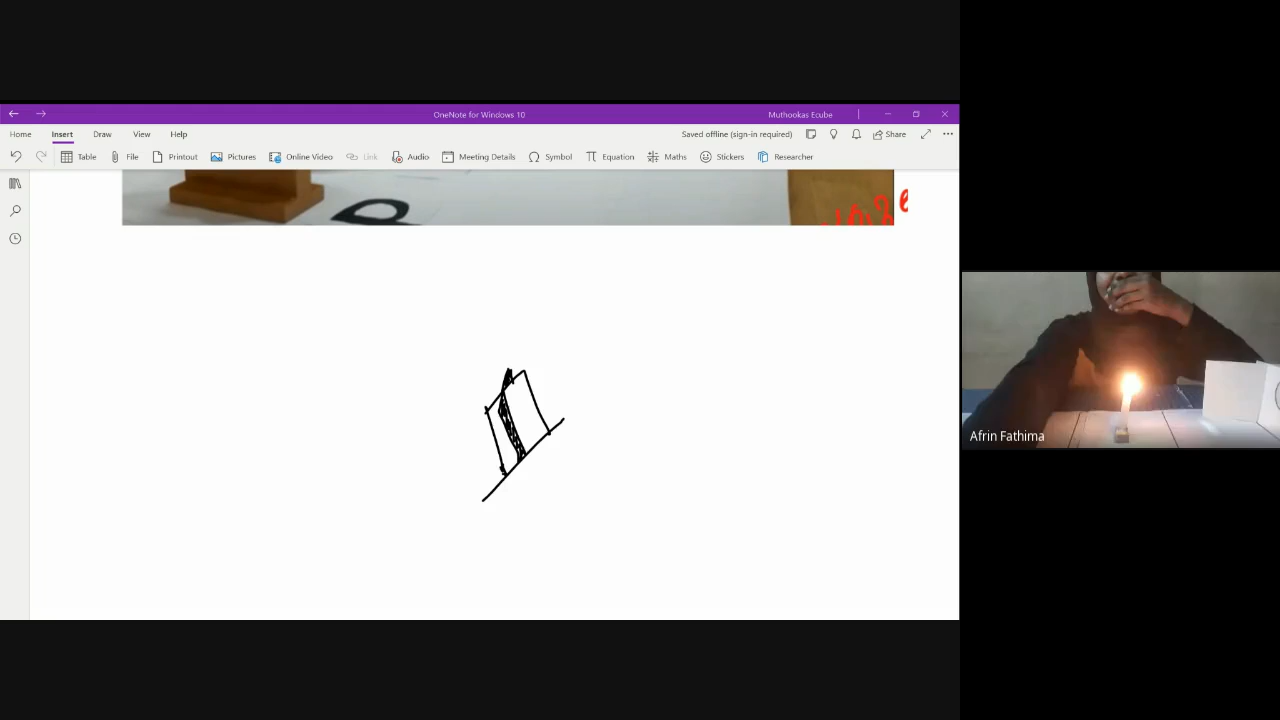 OneNote for Windows 10
Muthookas Ecube
Home Insert Draw View Help
Saved offline (sign-in required) Share
Table File Printout Pictures Online Video Link Audio Meeting Details Symbol Equation Maths Stickers Researcher
Afrin Fathima